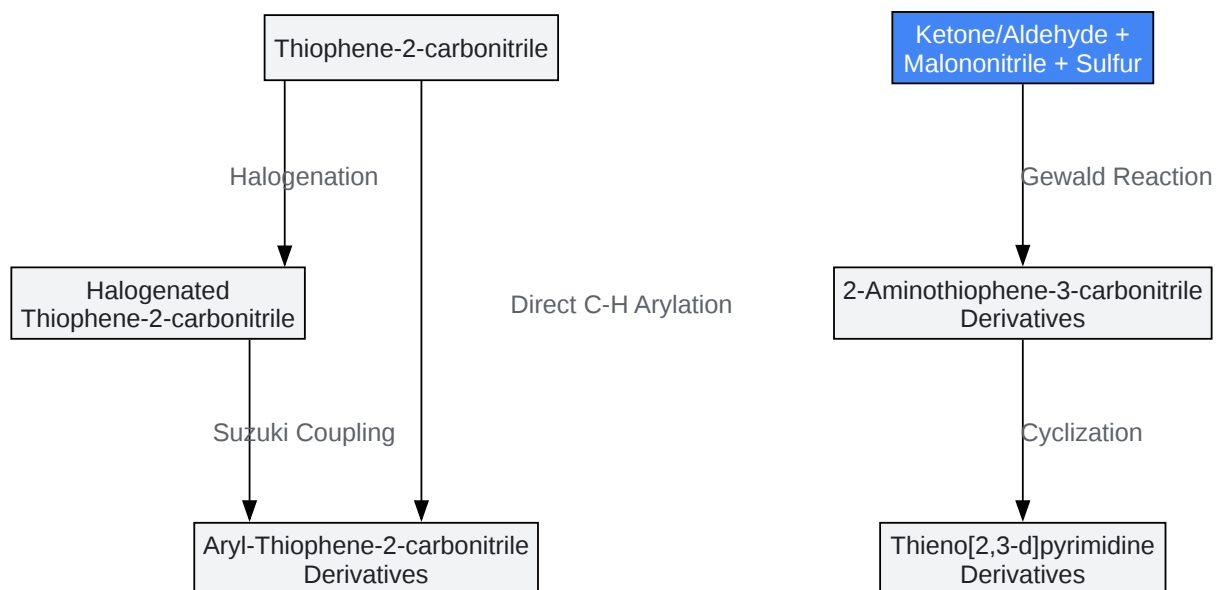 Thiophene-2-carbonitrile
Ketone/Aldehyde +
Malononitrile + Sulfur
Halogenation
Gewald Reaction
Halogenated
Thiophene-2-carbonitrile
Direct C-H Arylation
2-Aminothiophene-3-carbonitrile
Derivatives
Suzuki Coupling
Cyclization
Aryl-Thiophene-2-carbonitrile
Derivatives
Thieno[2,3-d]pyrimidine
Derivatives